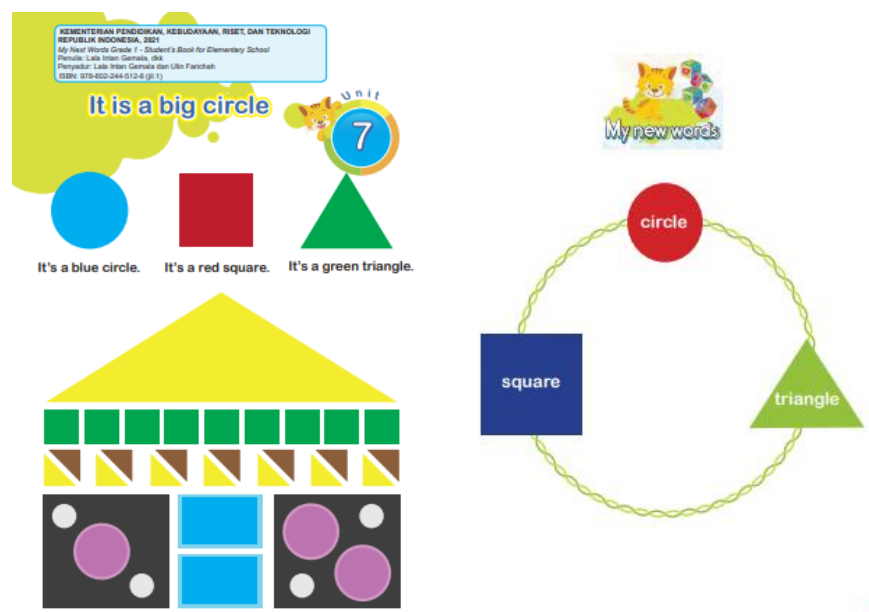 KEMENTERIAN PENDIDIKAN, KEBUDAYAAN, RISET, DAN TEKNOLOGI
REPUBLIK INDONESIA, 2021
My Next Words Grade 1 - Student's Book for Elementary School
Penulis: Lala Intan Gemala, dkk
Penyadur: Lala Intan Gemala dan Ulin Farichah
ISBN: 978-602-244-512-8 (jil.1)
It is a big circle
Unit
7
It's a blue circle.
It's a red square.
It's a green triangle.
My new words
circle
square
triangle